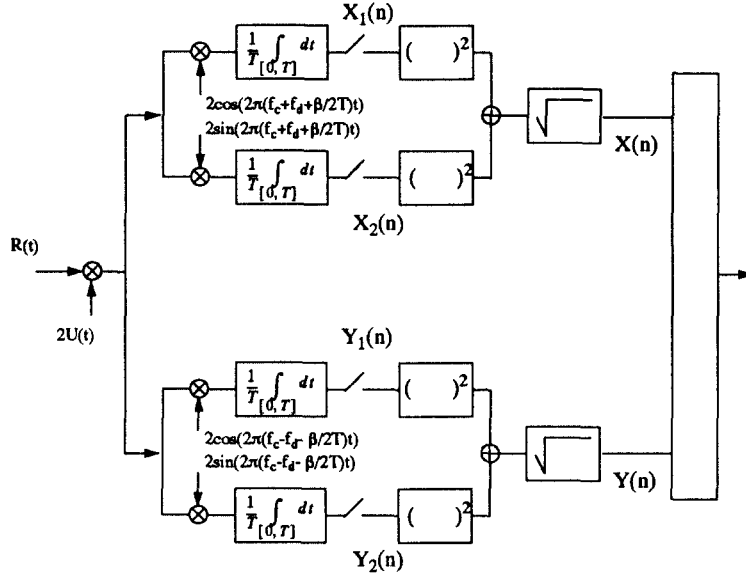 X₁(n)
1/T ∫[0, T] dt
( )²
2cos(2π(f_c+f_d+β/2T)t)
2sin(2π(f_c+f_d+β/2T)t)
√
X(n)
1/T ∫[0, T] dt
( )²
X₂(n)
R(t)
2U(t)
Y₁(n)
1/T ∫[0, T] dt
( )²
2cos(2π(f_c-f_d- β/2T)t)
2sin(2π(f_c-f_d- β/2T)t)
√
Y(n)
1/T ∫[0, T] dt
( )²
Y₂(n)